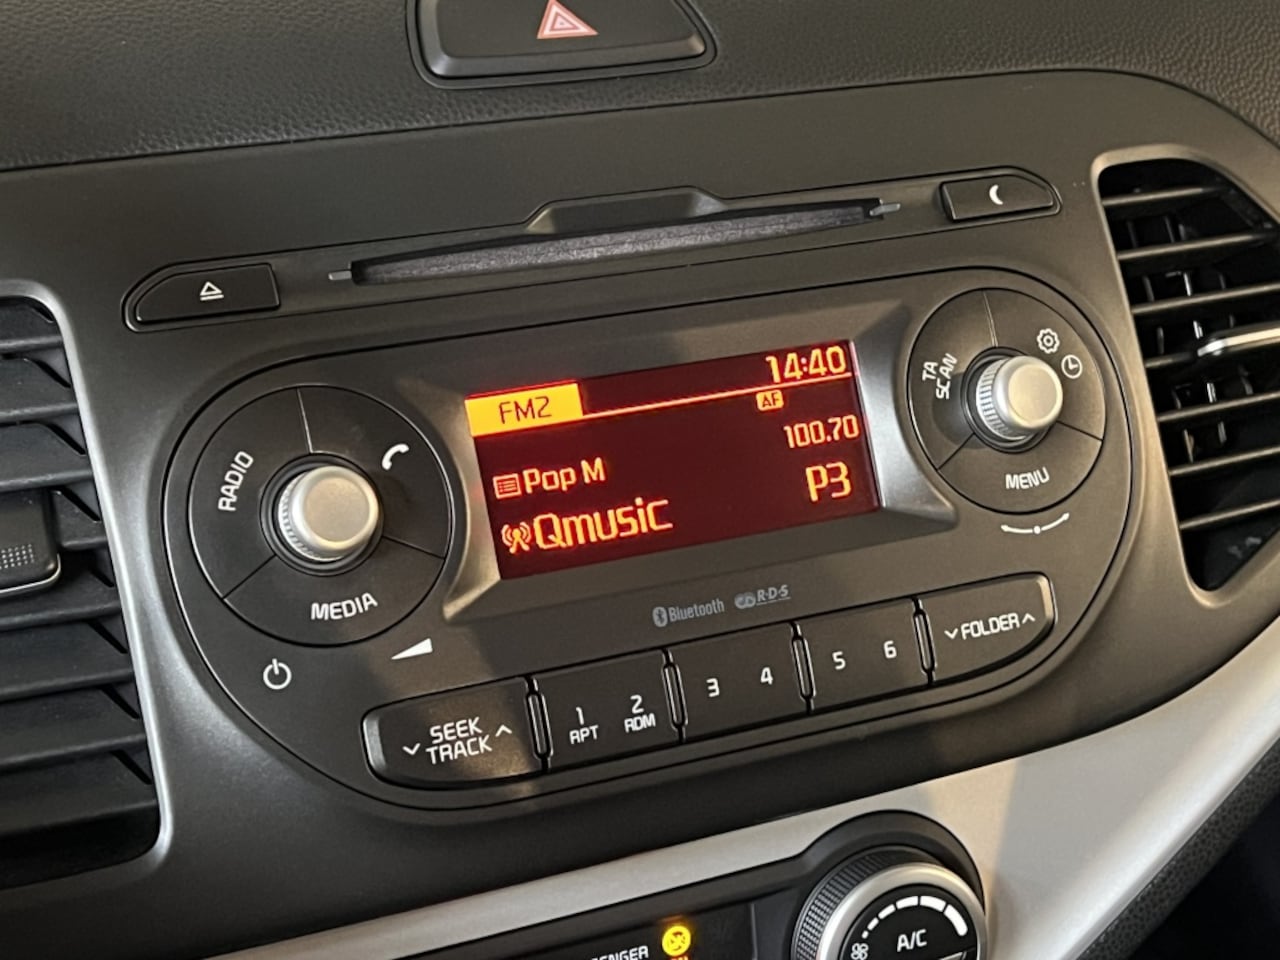 14:40
FM2
AF
100.70
Pop M
P3
Qmusic
RADIO
MEDIA
TA
SCAN
MENU
Bluetooth
R·D·S
SEEK
TRACK
1
RPT
2
RDM
3
4
5
6
FOLDER
A/C